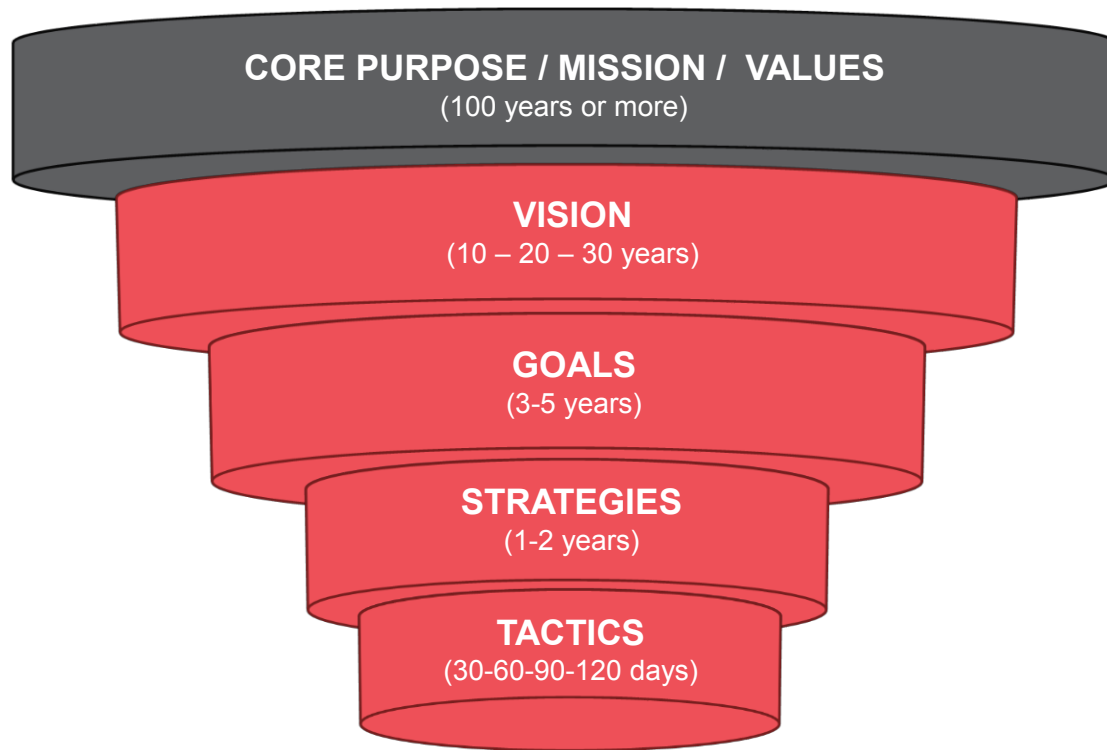 CORE PURPOSE / MISSION /  VALUES
(100 years or more)
VISION
(10 – 20 – 30 years)
GOALS
(3-5 years)
STRATEGIES
(1-2 years)
TACTICS
(30-60-90-120 days)